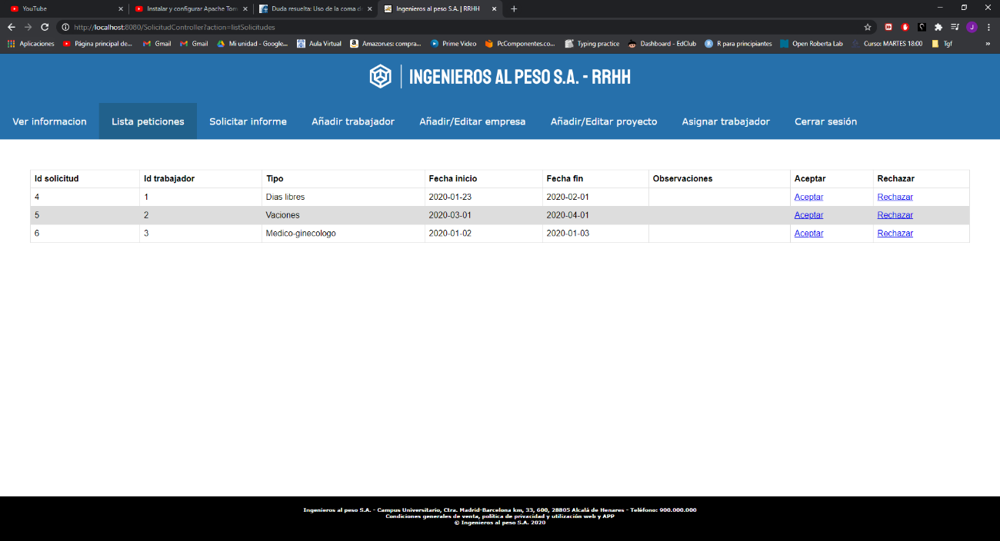 YouTube
Instalar y configurar Apache Tom
Duda resuelta: Uso de la coma d
Ingenieros al peso S.A. | RRHH
http://localhost:8080/SolicitudController?action=listSolicitudes
Aplicaciones Página principal de... Gmail Gmail Mi unidad - Google... Aula Virtual Amazon.es: compra... Prime Video PcComponentes.co... Typing practice Dashboard - EdClub R para principiantes Open Roberta Lab Curso: MARTES 18:00 Tgf »
INGENIEROS AL PESO S.A. - RRHH
Ver informacion Lista peticiones Solicitar informe Añadir trabajador Añadir/Editar empresa Añadir/Editar proyecto Asignar trabajador Cerrar sesión
Id solicitud Id trabajador Tipo Fecha inicio Fecha fin Observaciones Aceptar Rechazar
4 1 Dias libres 2020-01-23 2020-02-01 Aceptar Rechazar
5 2 Vaciones 2020-03-01 2020-04-01 Aceptar Rechazar
6 3 Medico-ginecologo 2020-01-02 2020-01-03 Aceptar Rechazar
Ingenieros al peso S.A. - Campus Universitario, Ctra. Madrid-Barcelona km, 33, 600, 28805 Alcalá de Henares - Teléfono: 900.000.000
Condiciones generales de venta, política de privacidad y utilización web y APP
© Ingenieros al peso S.A. 2020